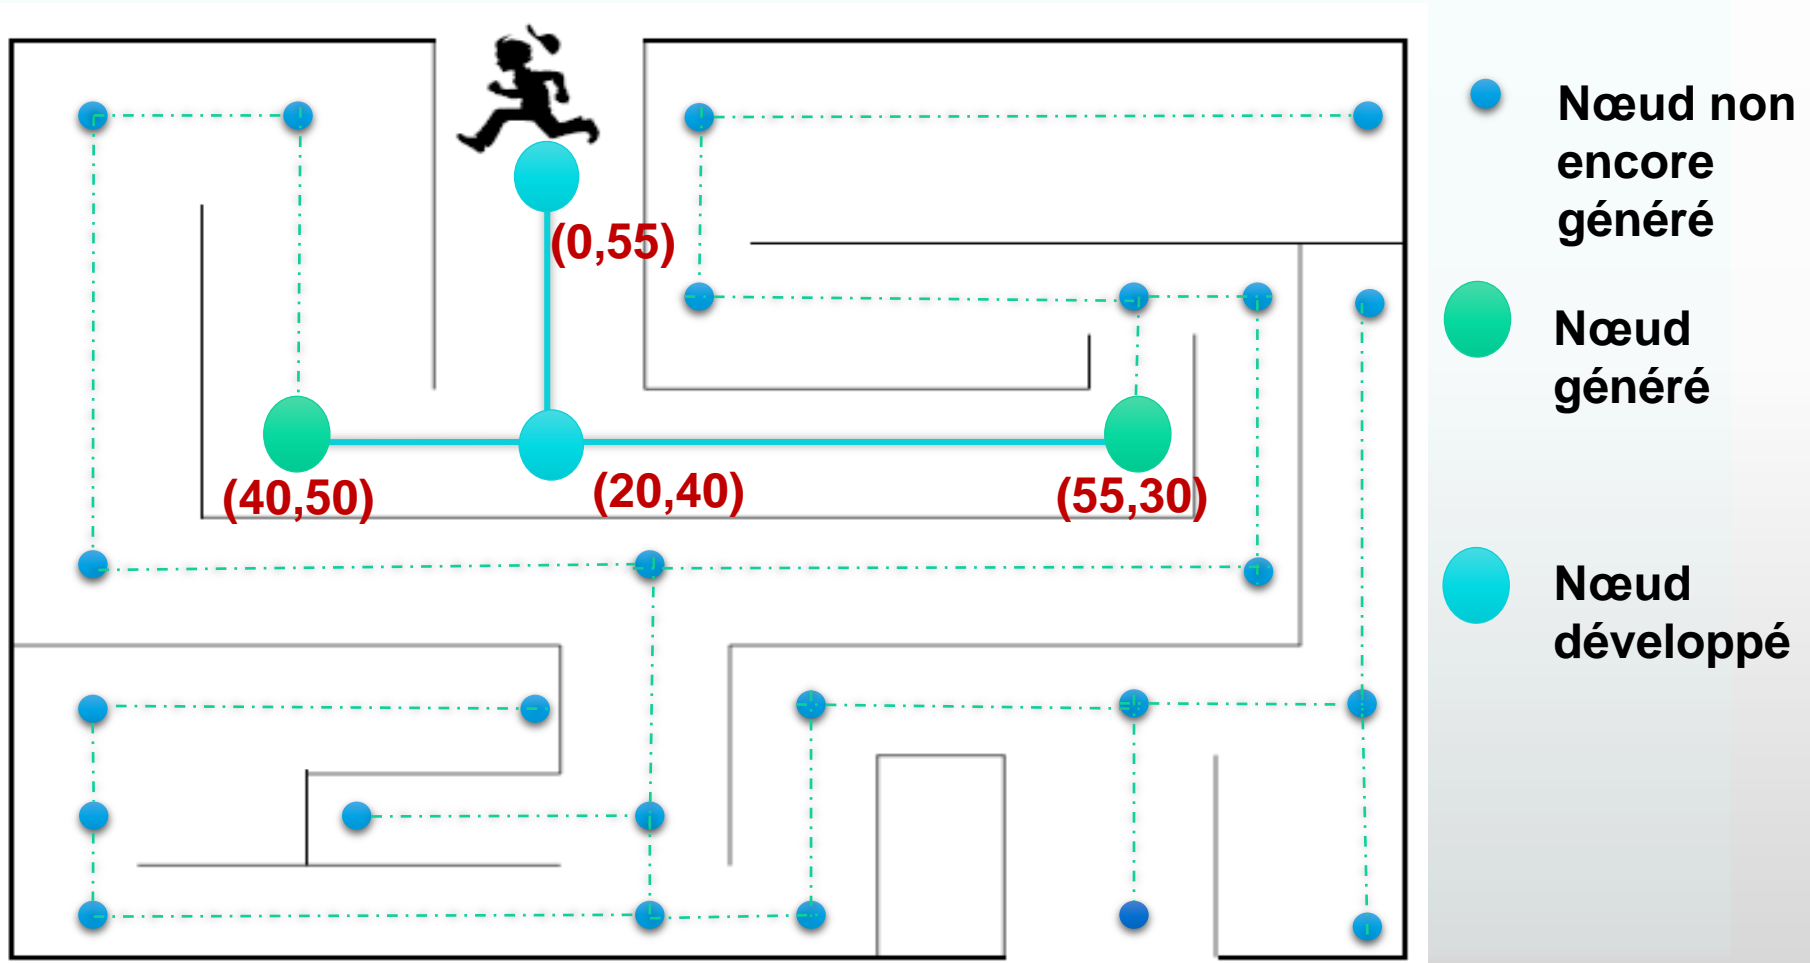 (0,55)
(40,50)
(20,40)
(55,30)
Nœud non
encore
généré
Nœud
généré
Nœud
développé